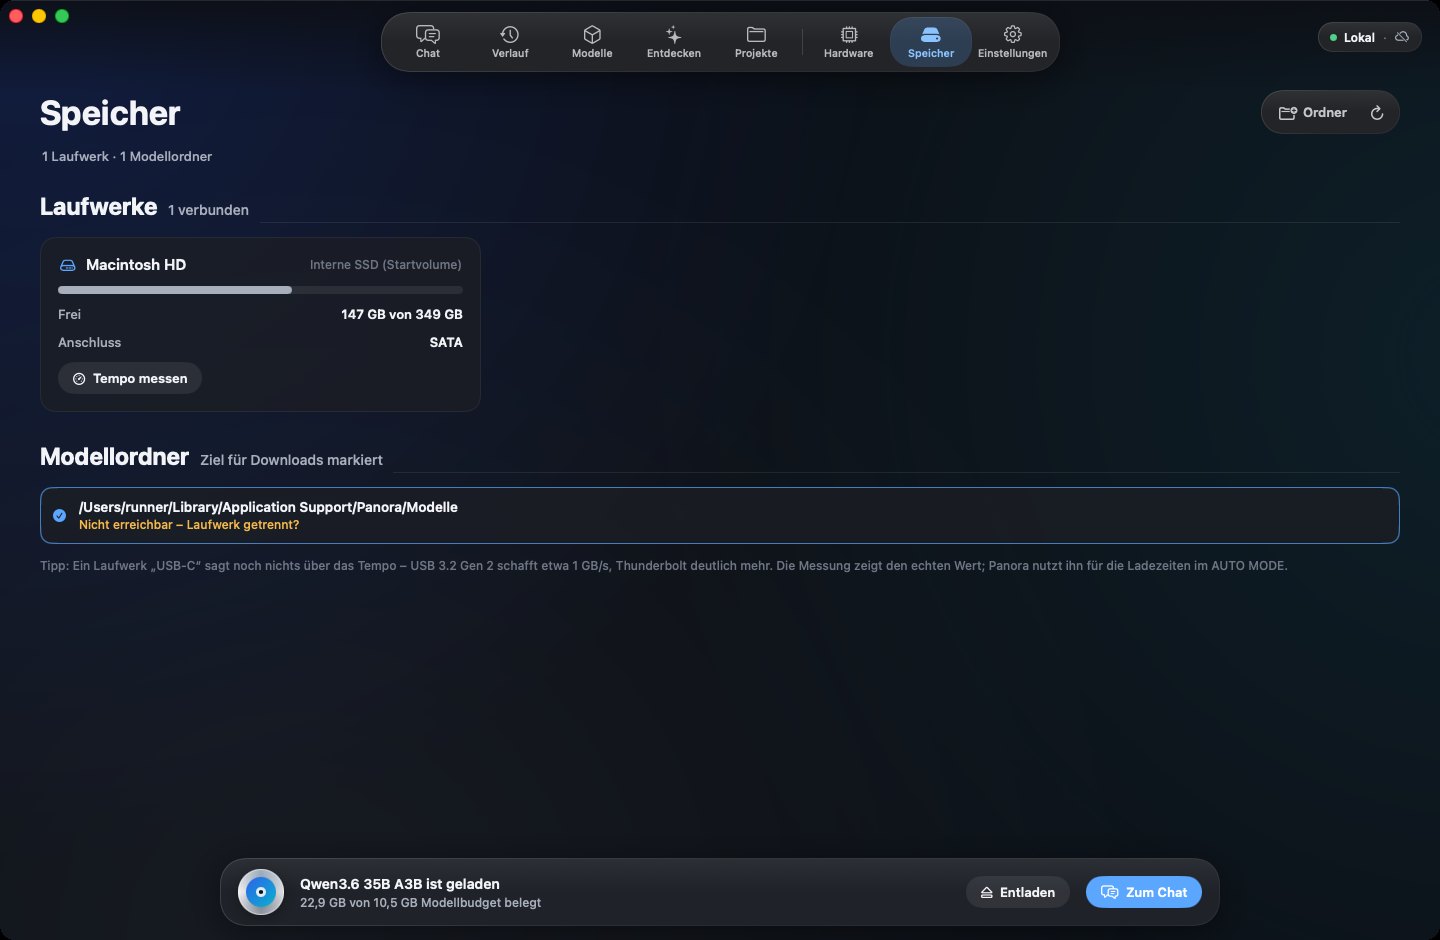 Chat
Verlauf
Modelle
Entdecken
Projekte
Hardware
Speicher
Einstellungen
Lokal ·
Speicher
Ordner
1 Laufwerk · 1 Modellordner
Laufwerke 1 verbunden
Macintosh HD Interne SSD (Startvolume)
Frei 147 GB von 349 GB
Anschluss SATA
Tempo messen
Modellordner Ziel für Downloads markiert
/Users/runner/Library/Application Support/Panora/Modelle
Nicht erreichbar – Laufwerk getrennt?
Tipp: Ein Laufwerk „USB-C“ sagt noch nichts über das Tempo – USB 3.2 Gen 2 schafft etwa 1 GB/s, Thunderbolt deutlich mehr. Die Messung zeigt den echten Wert; Panora nutzt ihn für die Ladezeiten im AUTO MODE.
Qwen3.6 35B A3B ist geladen
22,9 GB von 10,5 GB Modellbudget belegt
Entladen
Zum Chat